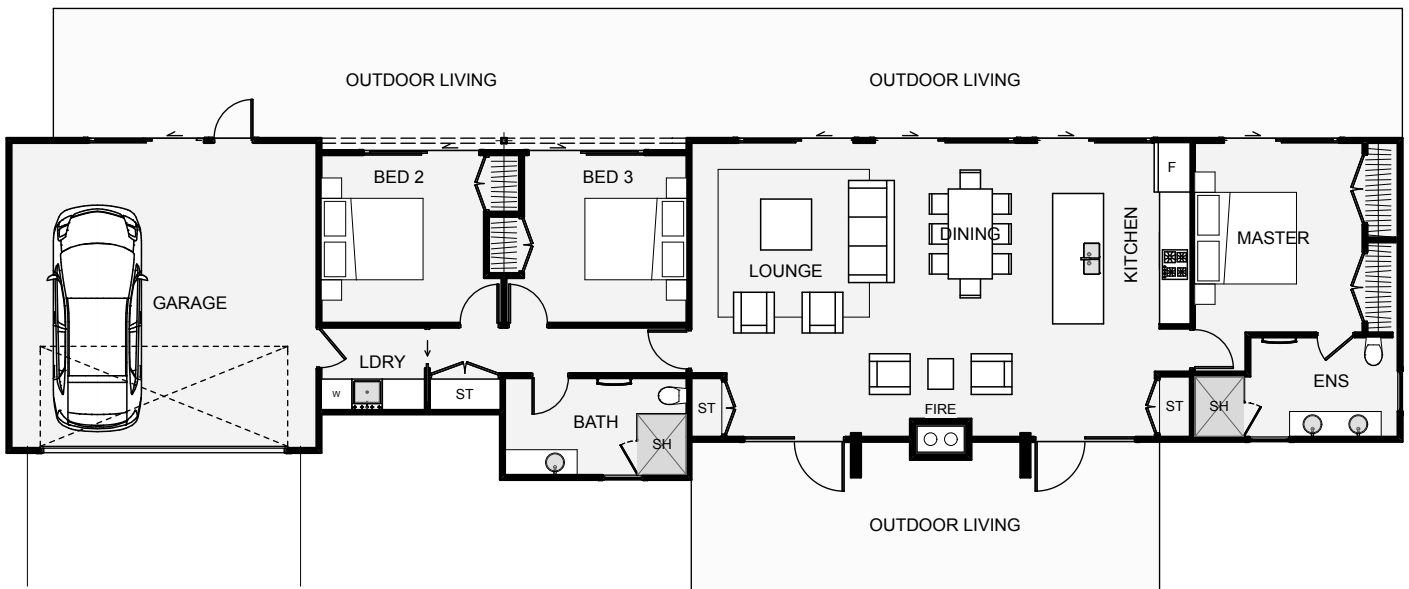 OUTDOOR LIVING
OUTDOOR LIVING
BED 2
BED 3
F
KITCHEN
DINING
MASTER
LOUNGE
GARAGE
LDRY
W
ST
BATH
SH
ST
FIRE
ST
SH
ENS
OUTDOOR LIVING